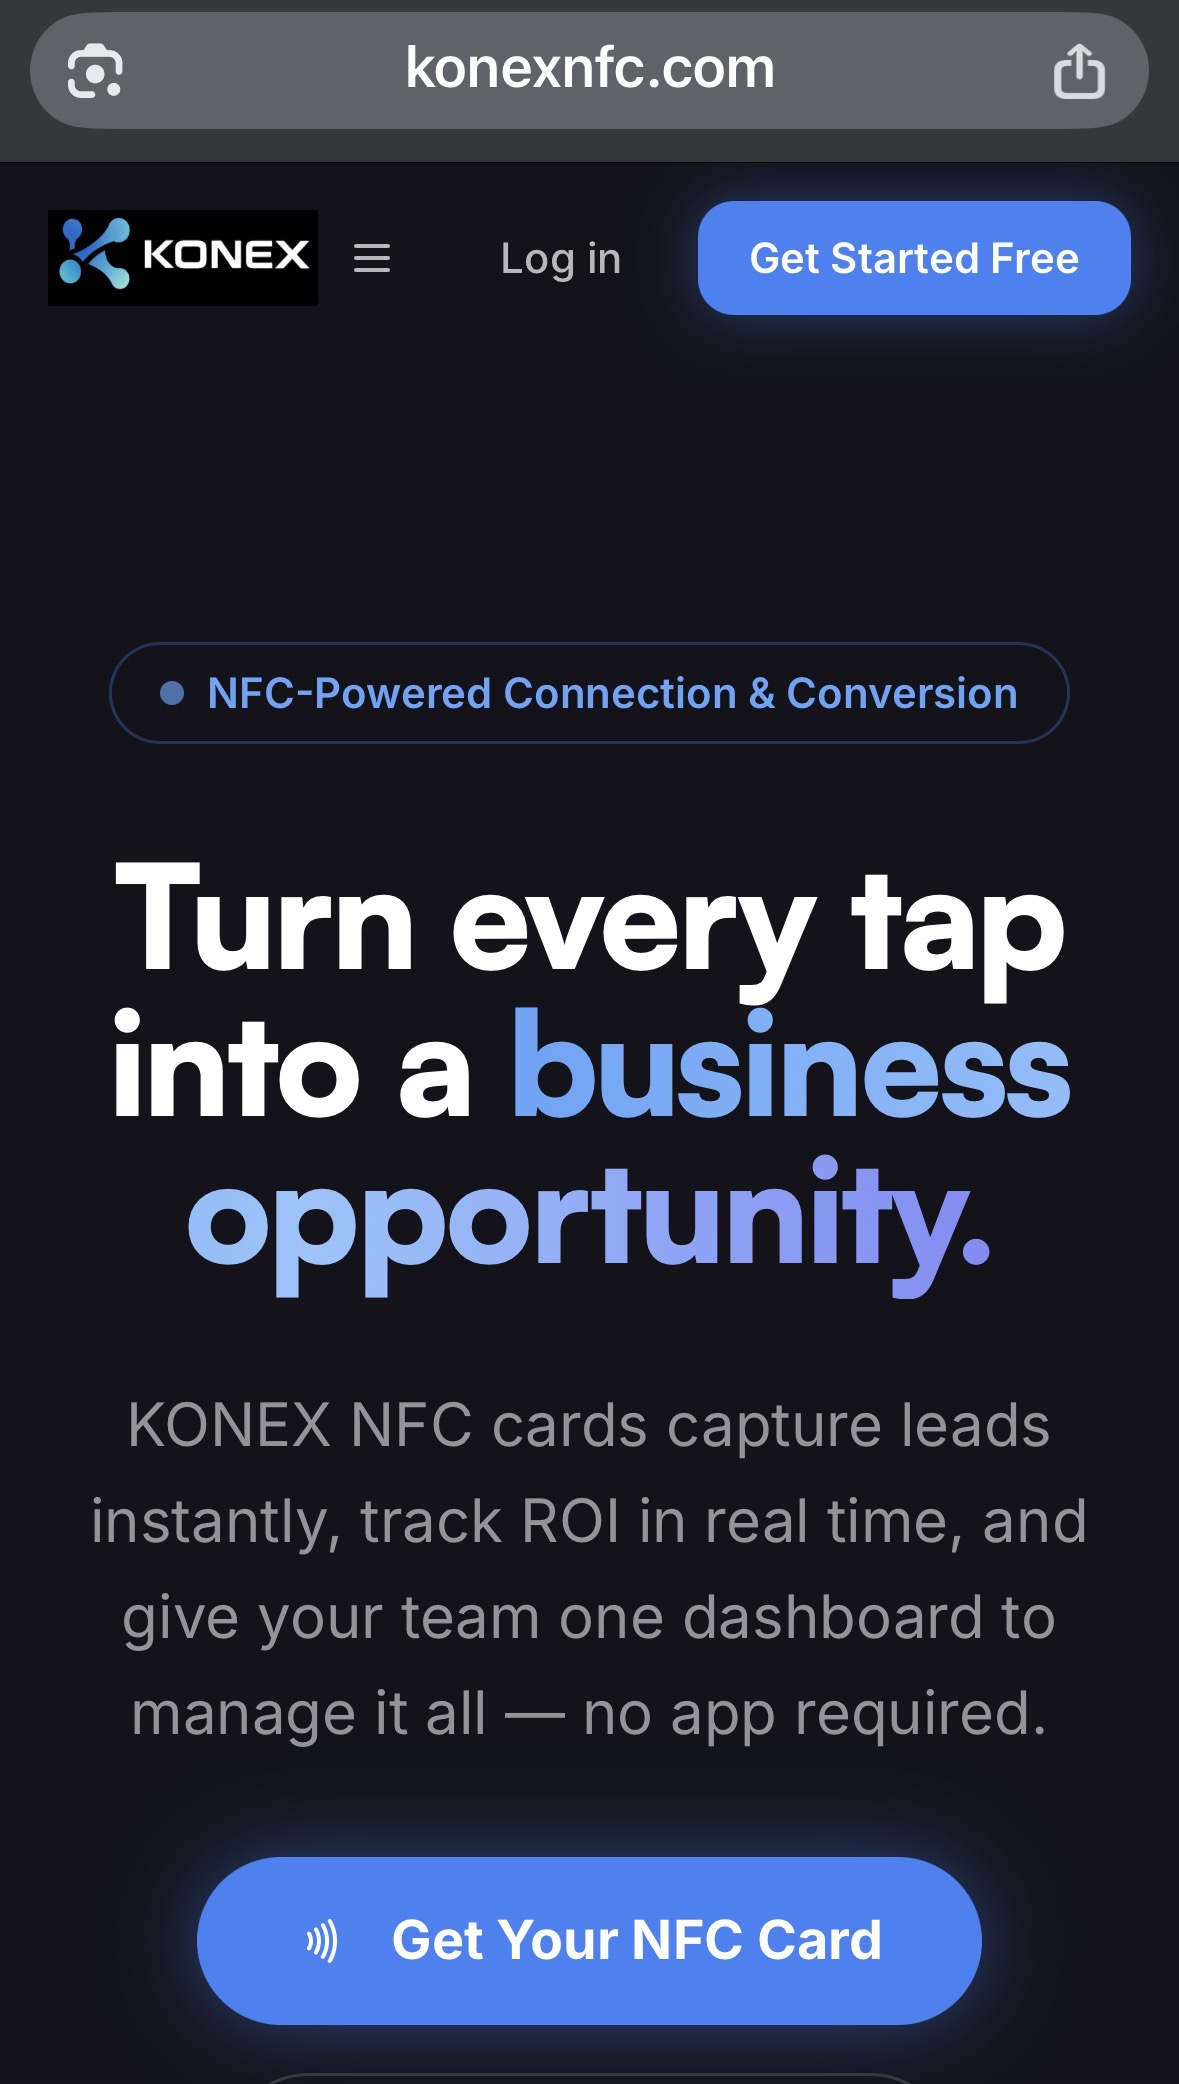 konexnfc.com
KONEX
Log in
Get Started Free
NFC-Powered Connection & Conversion
Turn every tap
into a business
opportunity.
KONEX NFC cards capture leads
instantly, track ROI in real time, and
give your team one dashboard to
manage it all — no app required.
Get Your NFC Card